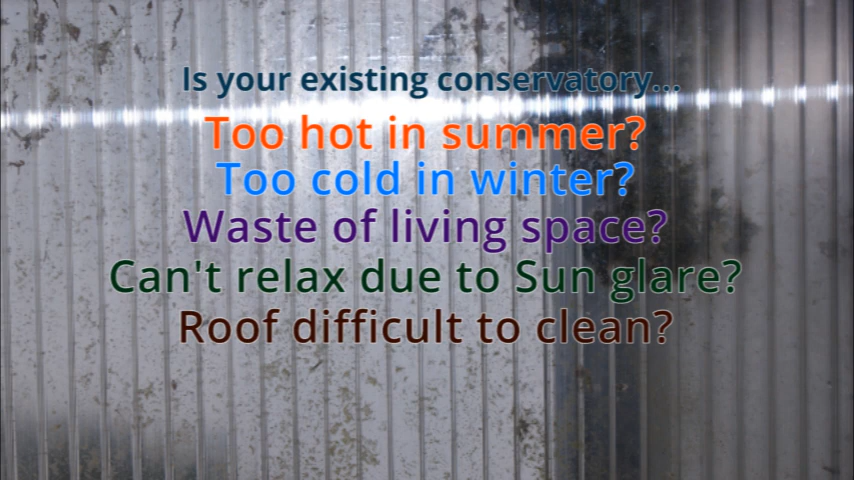 Is your existing conservatory...
Too hot in summer?
Too cold in winter?
Waste of living space?
Can't relax due to Sun glare?
Roof difficult to clean?